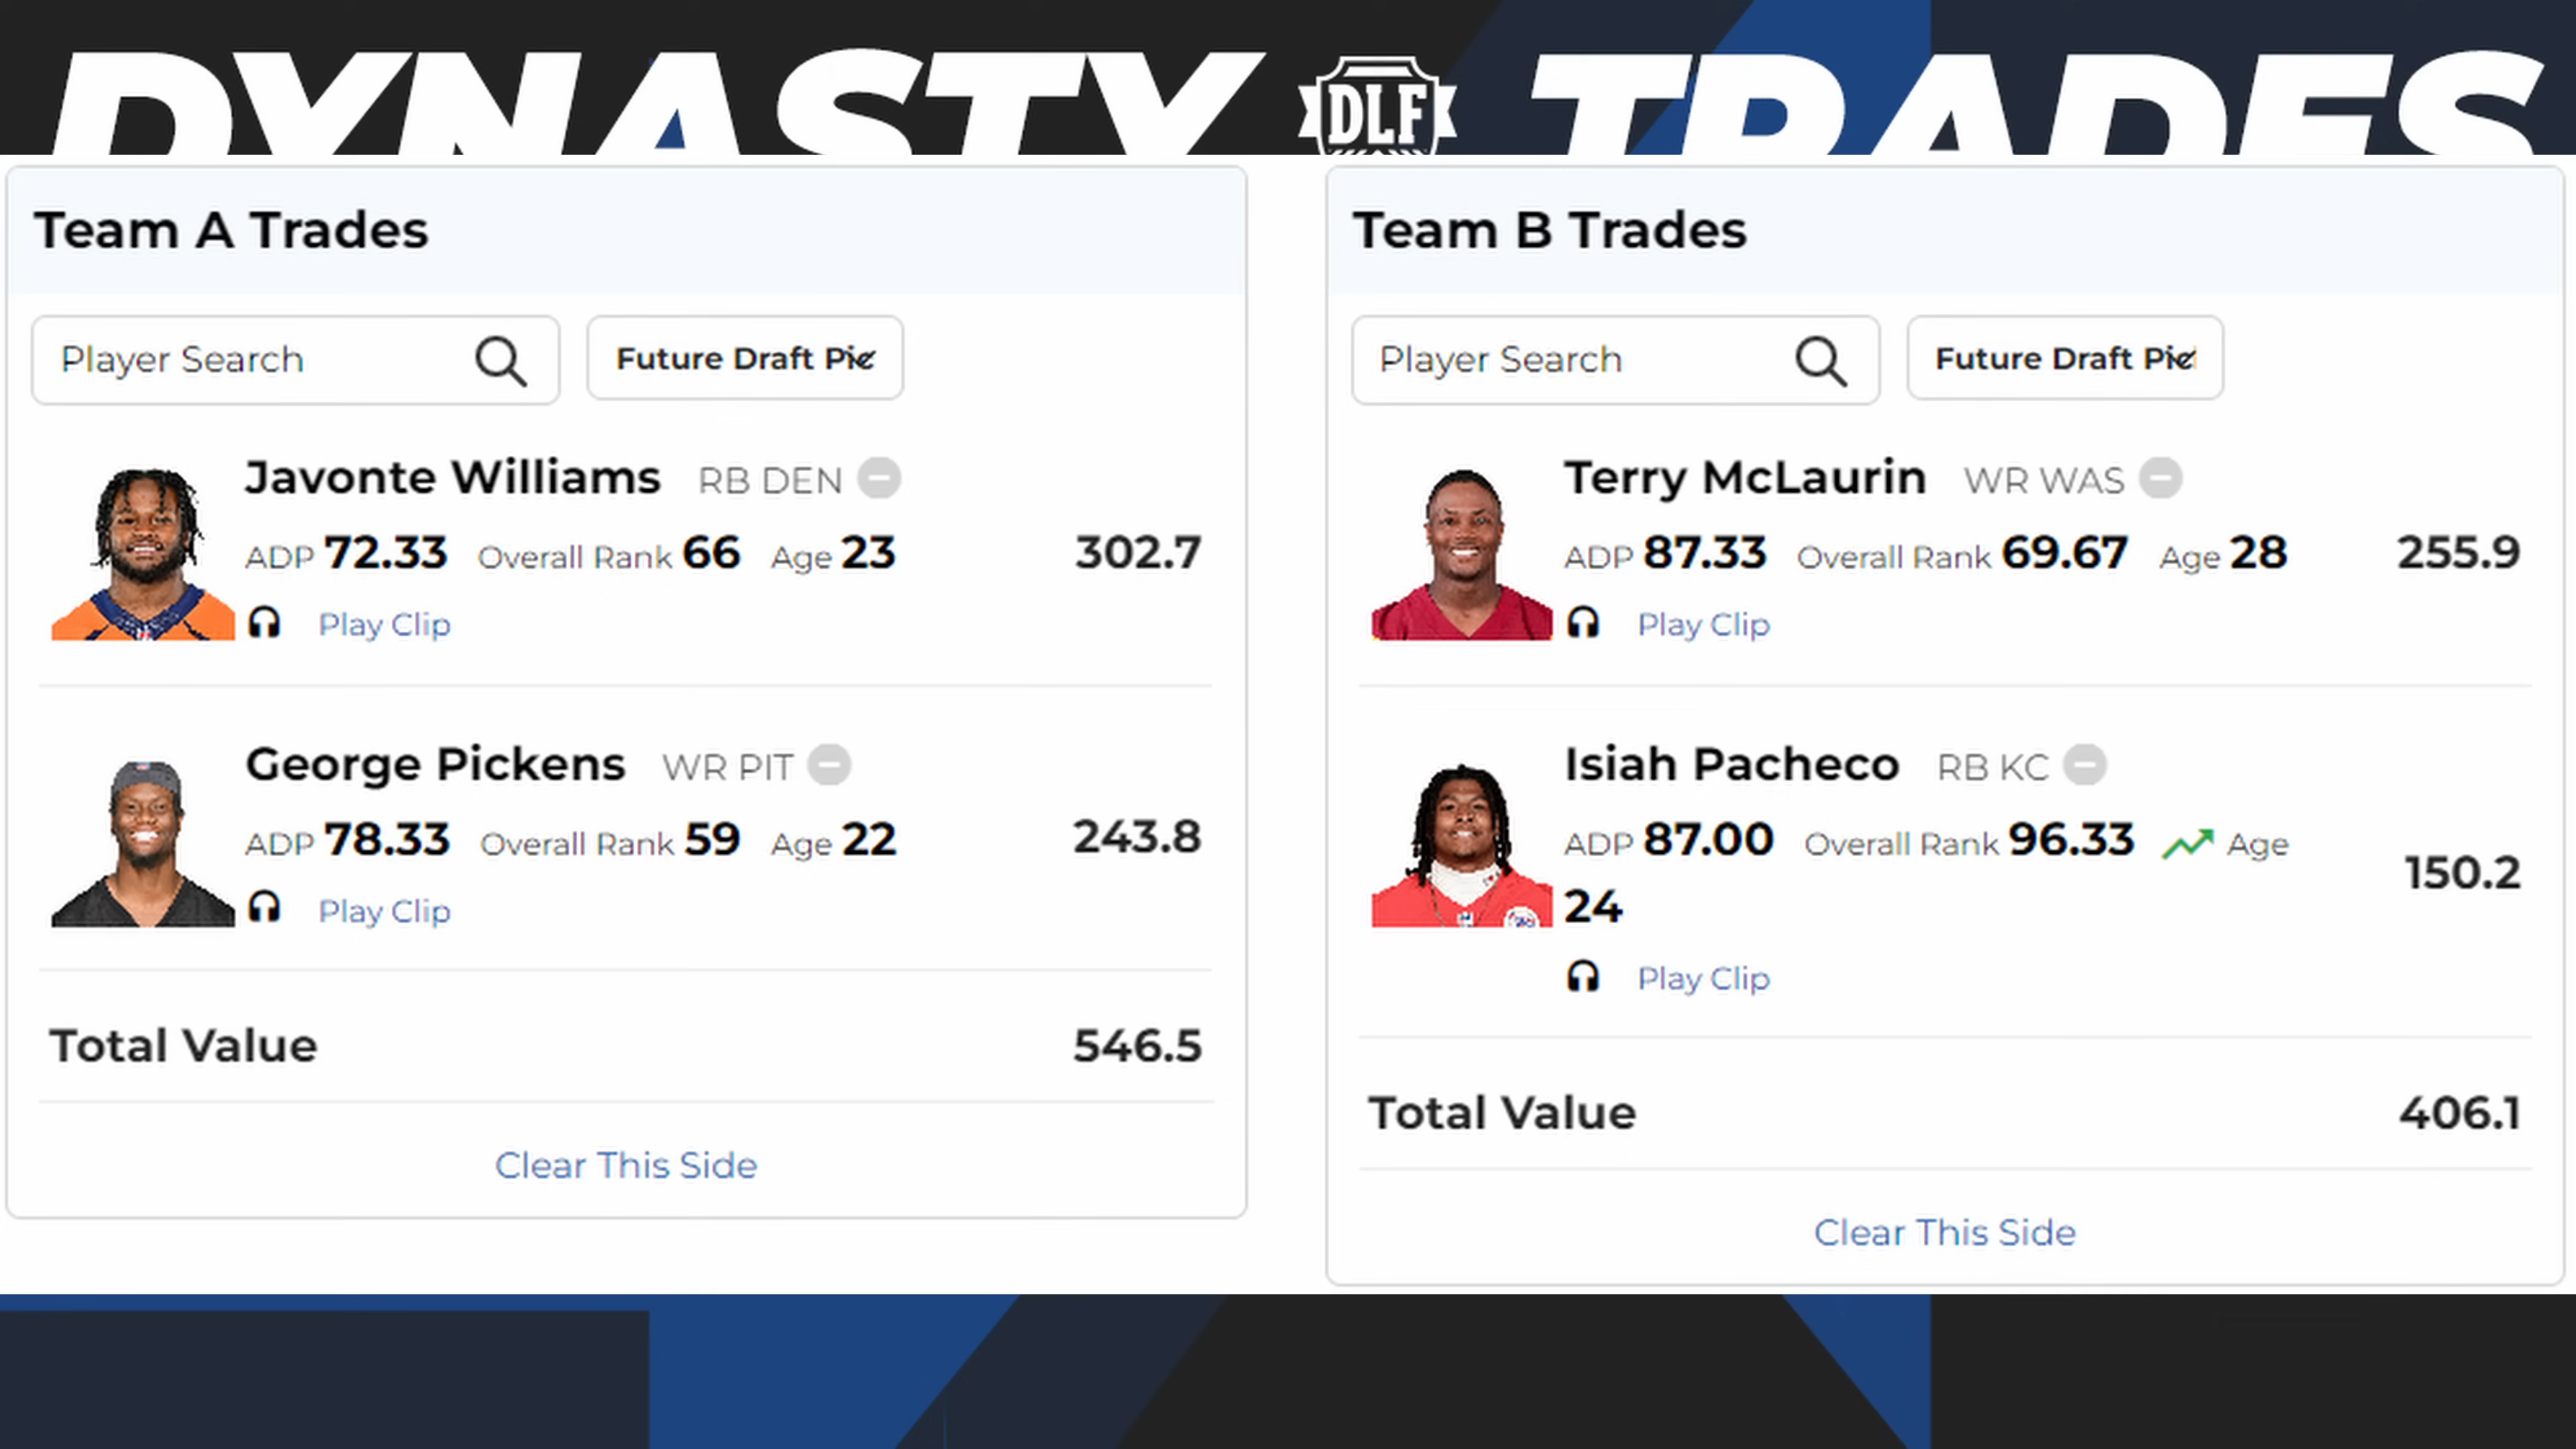 DYNASTY DLF TRADES
Team A Trades
Player Search
Future Draft Pic
Javonte Williams RB DEN
ADP 72.33 Overall Rank 66 Age 23
302.7
Play Clip
George Pickens WR PIT
ADP 78.33 Overall Rank 59 Age 22
243.8
Play Clip
Total Value 546.5
Clear This Side
Team B Trades
Player Search
Future Draft Pic
Terry McLaurin WR WAS
ADP 87.33 Overall Rank 69.67 Age 28
255.9
Play Clip
Isiah Pacheco RB KC
ADP 87.00 Overall Rank 96.33 Age
24
150.2
Play Clip
Total Value 406.1
Clear This Side